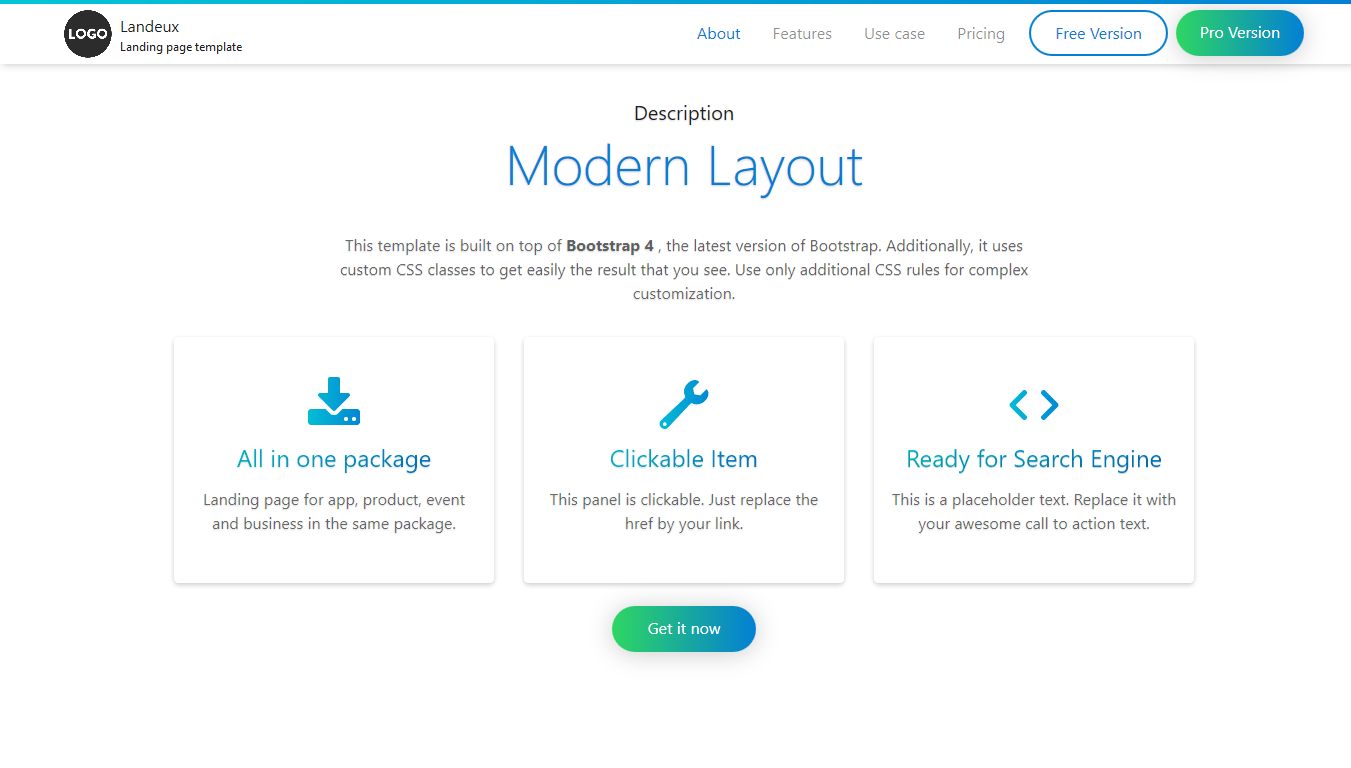 LOGO
Landeux
Landing page template
About
Features
Use case
Pricing
Free Version
Pro Version
Description
Modern Layout
This template is built on top of Bootstrap 4 , the latest version of Bootstrap. Additionally, it uses
custom CSS classes to get easily the result that you see. Use only additional CSS rules for complex
customization.
All in one package
Landing page for app, product, event
and business in the same package.
Clickable Item
This panel is clickable. Just replace the
href by your link.
Ready for Search Engine
This is a placeholder text. Replace it with
your awesome call to action text.
Get it now